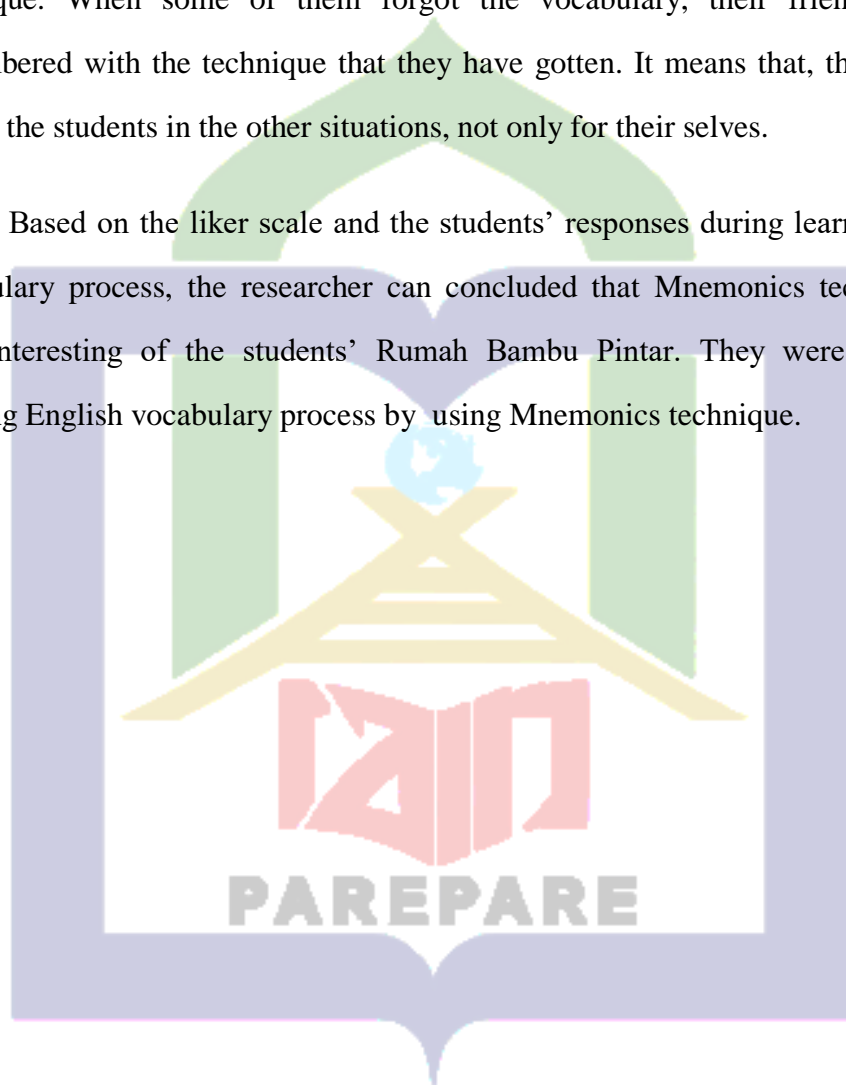 que. When some of them forgot the vocabulary, their frien
bered with the technique that they have gotten. It means that, th
the students in the other situations, not only for their selves.
Based on the liker scale and the students' responses during learn
ulary process, the researcher can concluded that Mnemonics tec
nteresting of the students' Rumah Bambu Pintar. They were
g English vocabulary process by using Mnemonics technique.
iain
PAREPARE